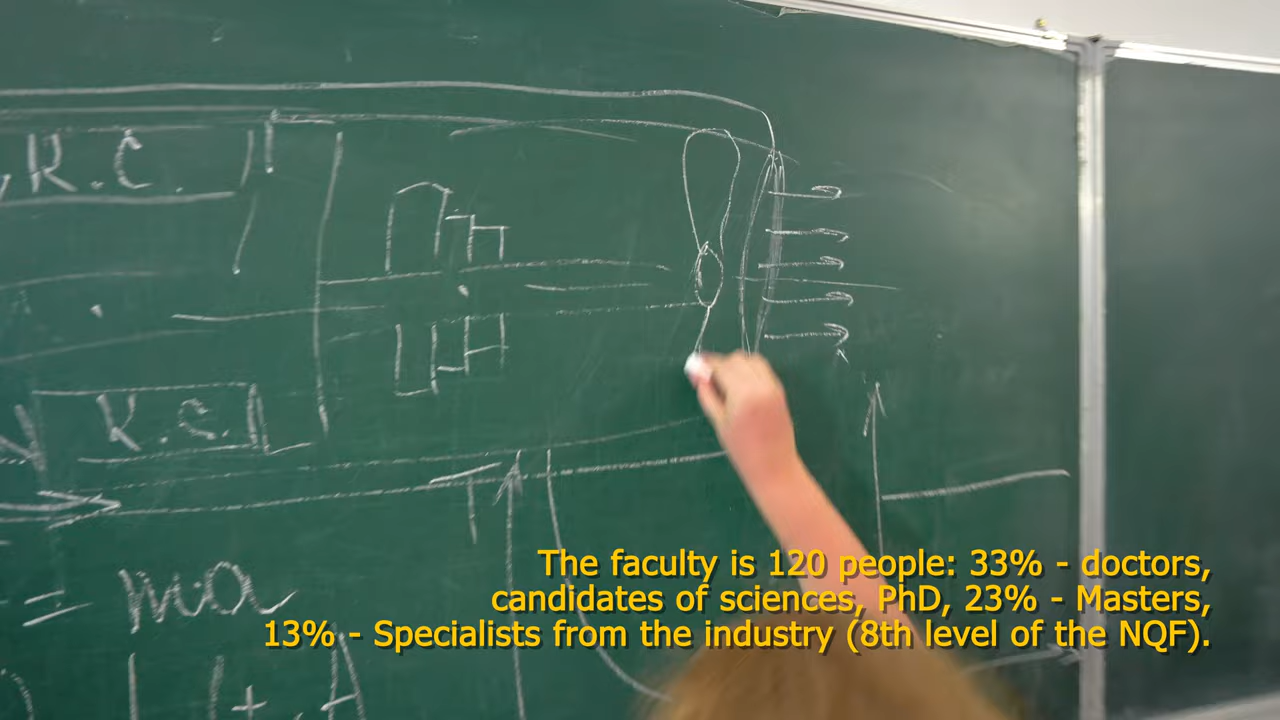 R.C.
K.C.
= ma
The faculty is 120 people: 33% - doctors,
candidates of sciences, PhD, 23% - Masters,
13% - Specialists from the industry (8th level of the NQF).